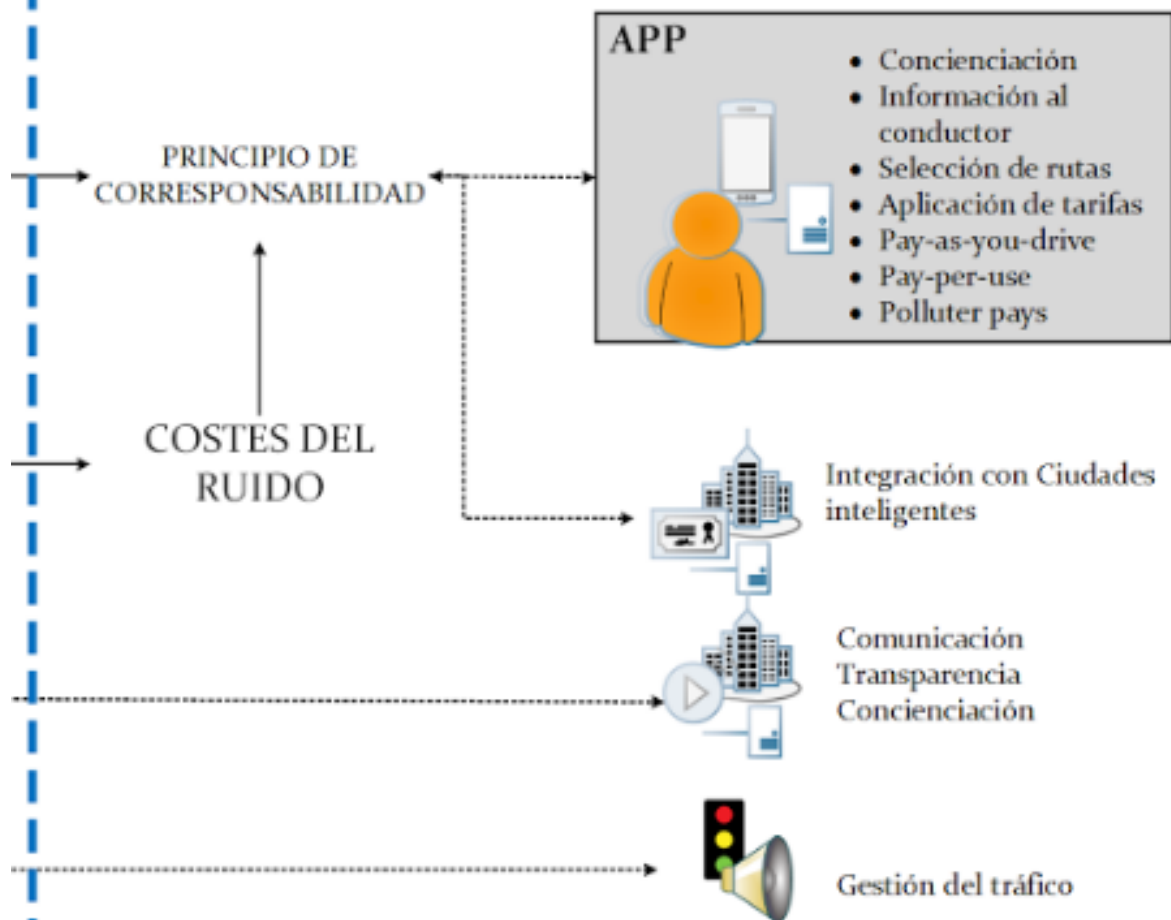 APP
• Concienciación
• Información al
conductor
• Selección de rutas
• Aplicación de tarifas
• Pay-as-you-drive
• Pay-per-use
• Polluter pays
PRINCIPIO DE
CORRESPONSABILIDAD
COSTES DEL
RUIDO
Integración con Ciudades
inteligentes
Comunicación
Transparencia
Concienciación
Gestión del tráfico